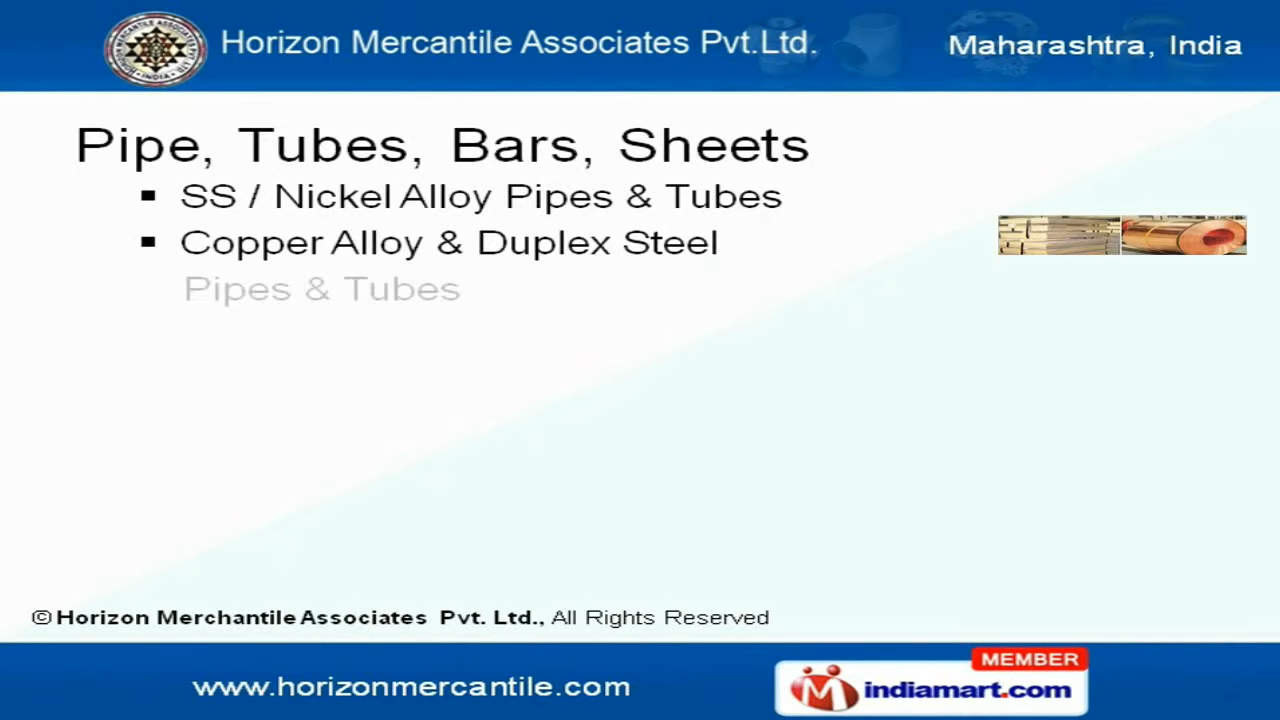 Horizon Mercantile Associates Pvt.Ltd.
Maharashtra, India
Pipe, Tubes, Bars, Sheets
▪ SS / Nickel Alloy Pipes & Tubes
▪ Copper Alloy & Duplex Steel
Pipes & Tubes
© Horizon Merchantile Associates Pvt. Ltd., All Rights Reserved
www.horizonmercantile.com
MEMBER
indiamart.com